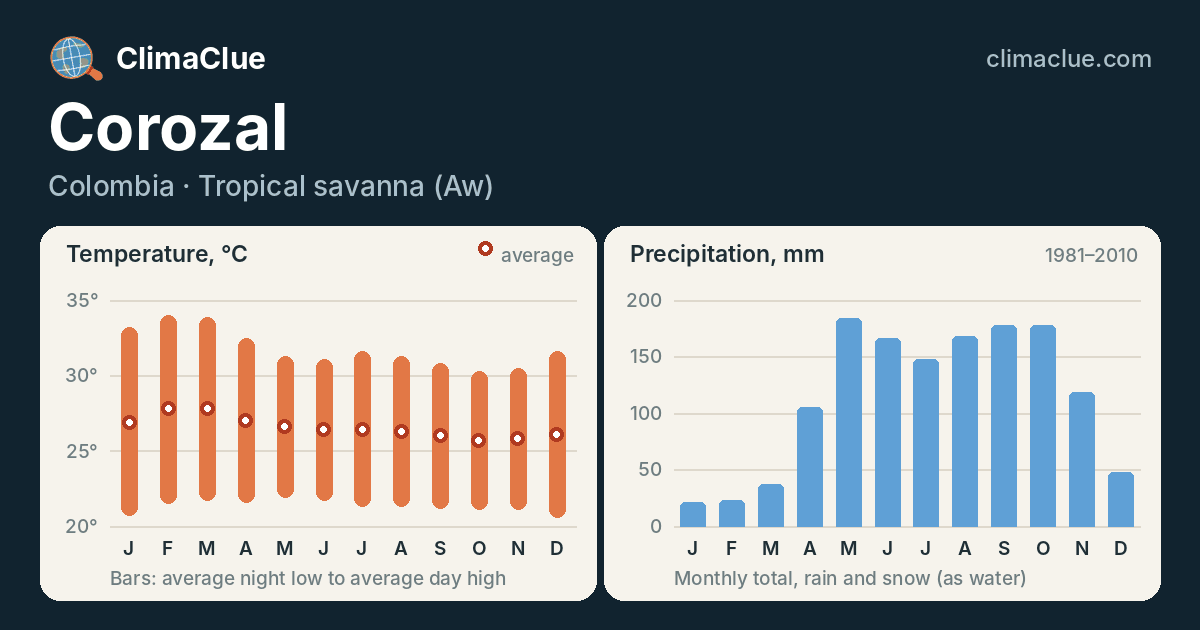 ClimaClue
climaclue.com
Corozal
Colombia · Tropical savanna (Aw)
Temperature, °C
average
35°
30°
25°
20°
J F M A M J J A S O N D
Bars: average night low to average day high
Precipitation, mm
1981–2010
200
150
100
50
0
J F M A M J J A S O N D
Monthly total, rain and snow (as water)